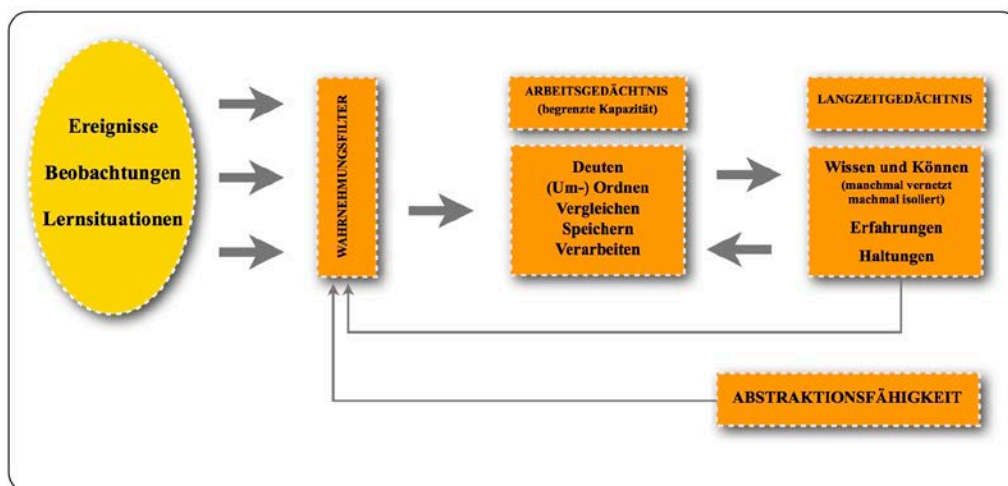 Ereignisse
Beobachtungen
Lernsituationen
WAHRNEHMUNGSFILTER
ARBEITSGEDÄCHTNIS
(begrenzte Kapazität)
Deuten
(Um-) Ordnen
Vergleichen
Speichern
Verarbeiten
LANGZEITGEDÄCHTNIS
Wissen und Können
(manchmal vernetzt
machmal isoliert)
Erfahrungen
Haltungen
ABSTRAKTIONSFÄHIGKEIT